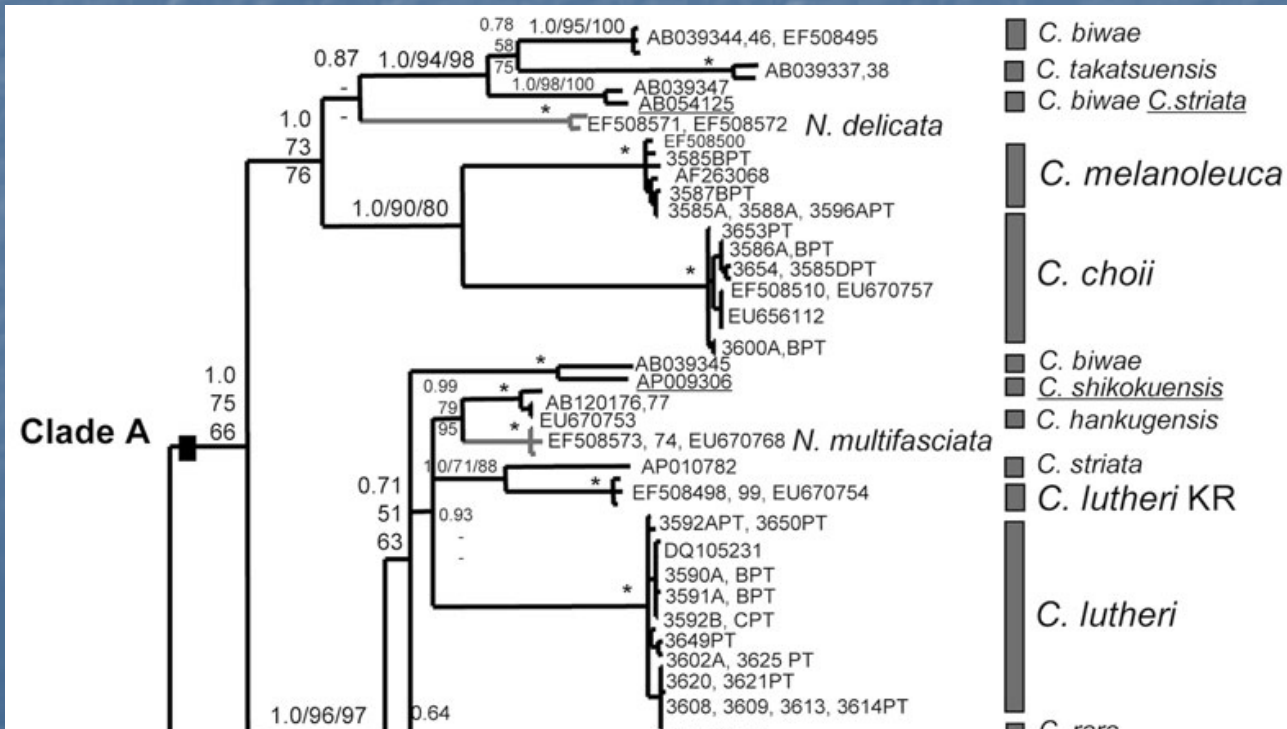 0.78 1.0/95/100 AB039344,46, EF508495 C. biwae
58
0.87 1.0/94/98 75 * AB039337,38 C. takatsuensis
1.0/98/100 AB039347
- AB054125 C. biwae C.striata
- * EF508571, EF508572 N. delicata
1.0
73
76
* EF508500
3585BPT
AF263068 C. melanoleuca
3587BPT
1.0/90/80 3585A, 3588A, 3596APT
3653PT
3586A,BPT
* 3654, 3585DPT C. choii
EF508510, EU670757
EU656112
3600A,BPT
* AB039345 C. biwae
1.0
75
66
Clade A
0.99 AP009306 C. shikokuensis
79 * AB120176,77 C. hankugensis
EU670753
95 * EF508573, 74, EU670768 N. multifasciata
1.0/71/88 AP010782 C. striata
0.71 * EF508498, 99, EU670754 C. lutheri KR
51 0.93
63 -
-
3592APT, 3650PT
DQ105231
3590A, BPT
* 3591A, BPT C. lutheri
3592B, CPT
3649PT
3602A, 3625 PT
3620, 3621PT
3608, 3609, 3613, 3614PT
1.0/96/97 0.64